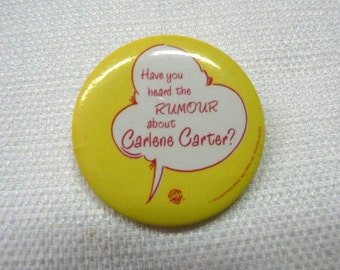 Have you
heard the
RUMOUR
about
Carlene Carter?